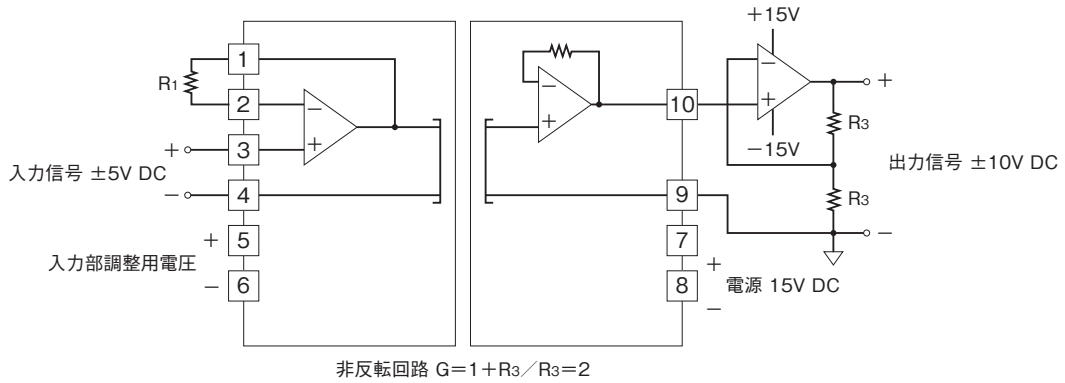 +15V
1
R1
2
3
4
5
6
+
入力信号 ±5V DC
−
+
入力部調整用電圧
−
−
+
−
+
10
9
7
8
−
+
−15V
R3
R3
+
出力信号 ±10V DC
−
+
電源 15V DC
−
非反転回路 G=1+R3/R3=2